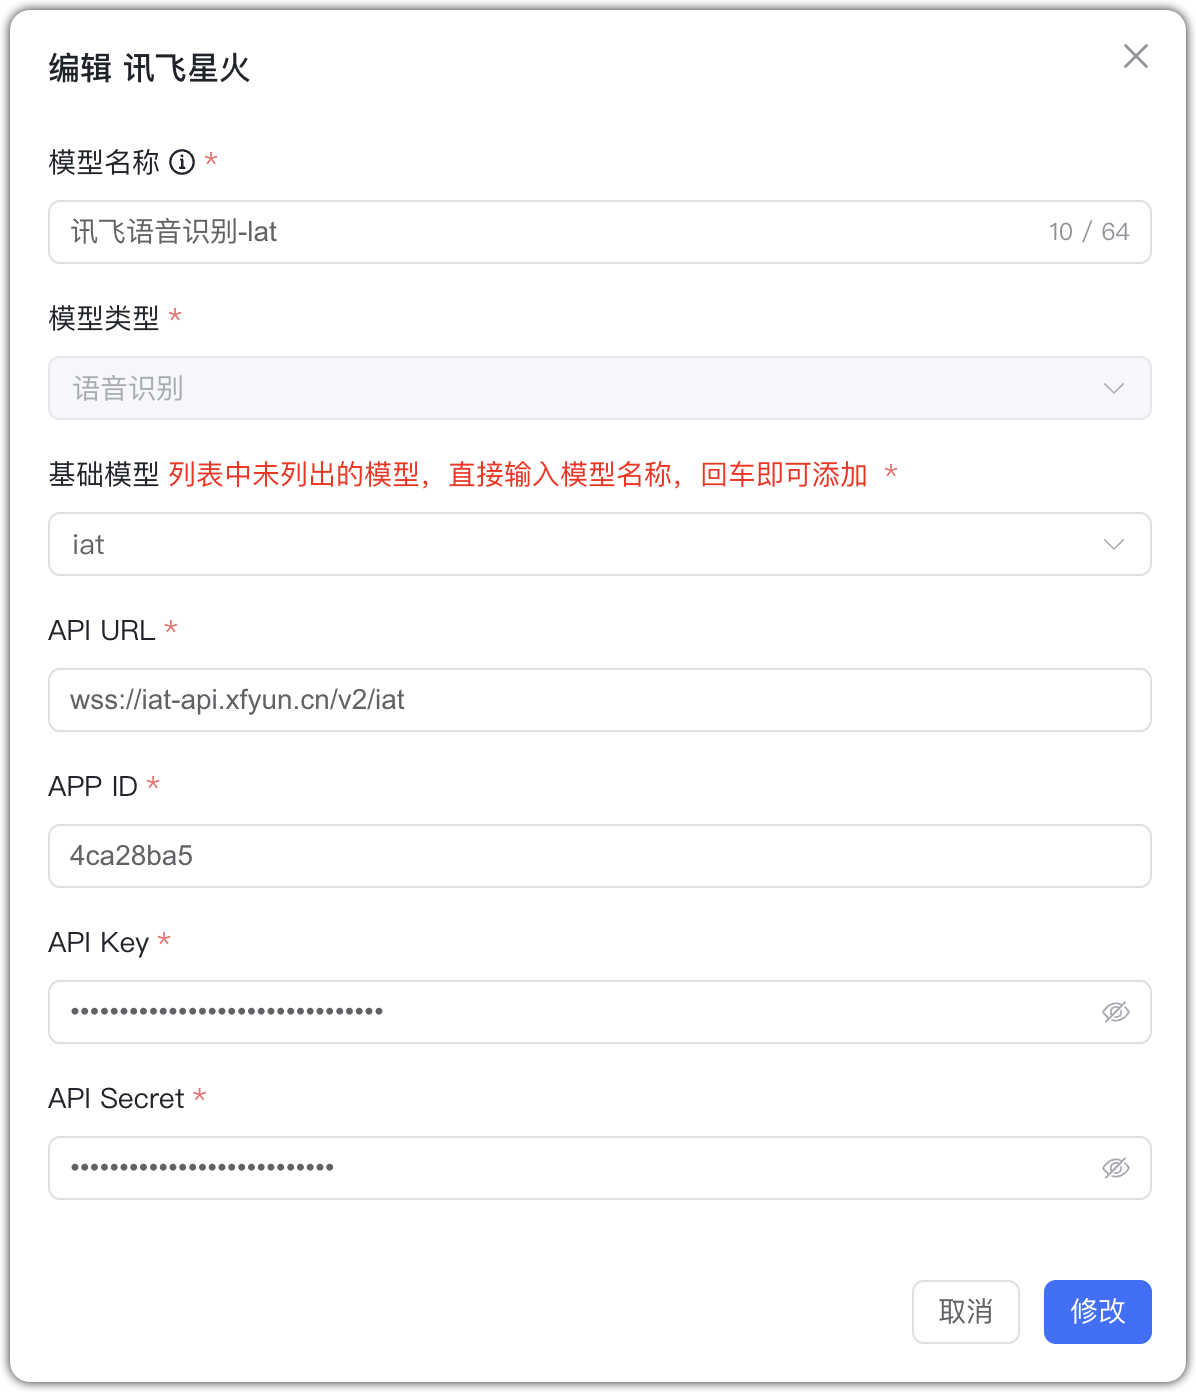 编辑 讯飞星火
模型名称 *
讯飞语音识别-lat
10 / 64
模型类型 *
语音识别
基础模型 列表中未列出的模型，直接输入模型名称，回车即可添加 *
iat
API URL *
wss://iat-api.xfyun.cn/v2/iat
APP ID *
4ca28ba5
API Key *
••••••••••••••••••••••••••••••••
API Secret *
•••••••••••••••••••••••••••
取消
修改